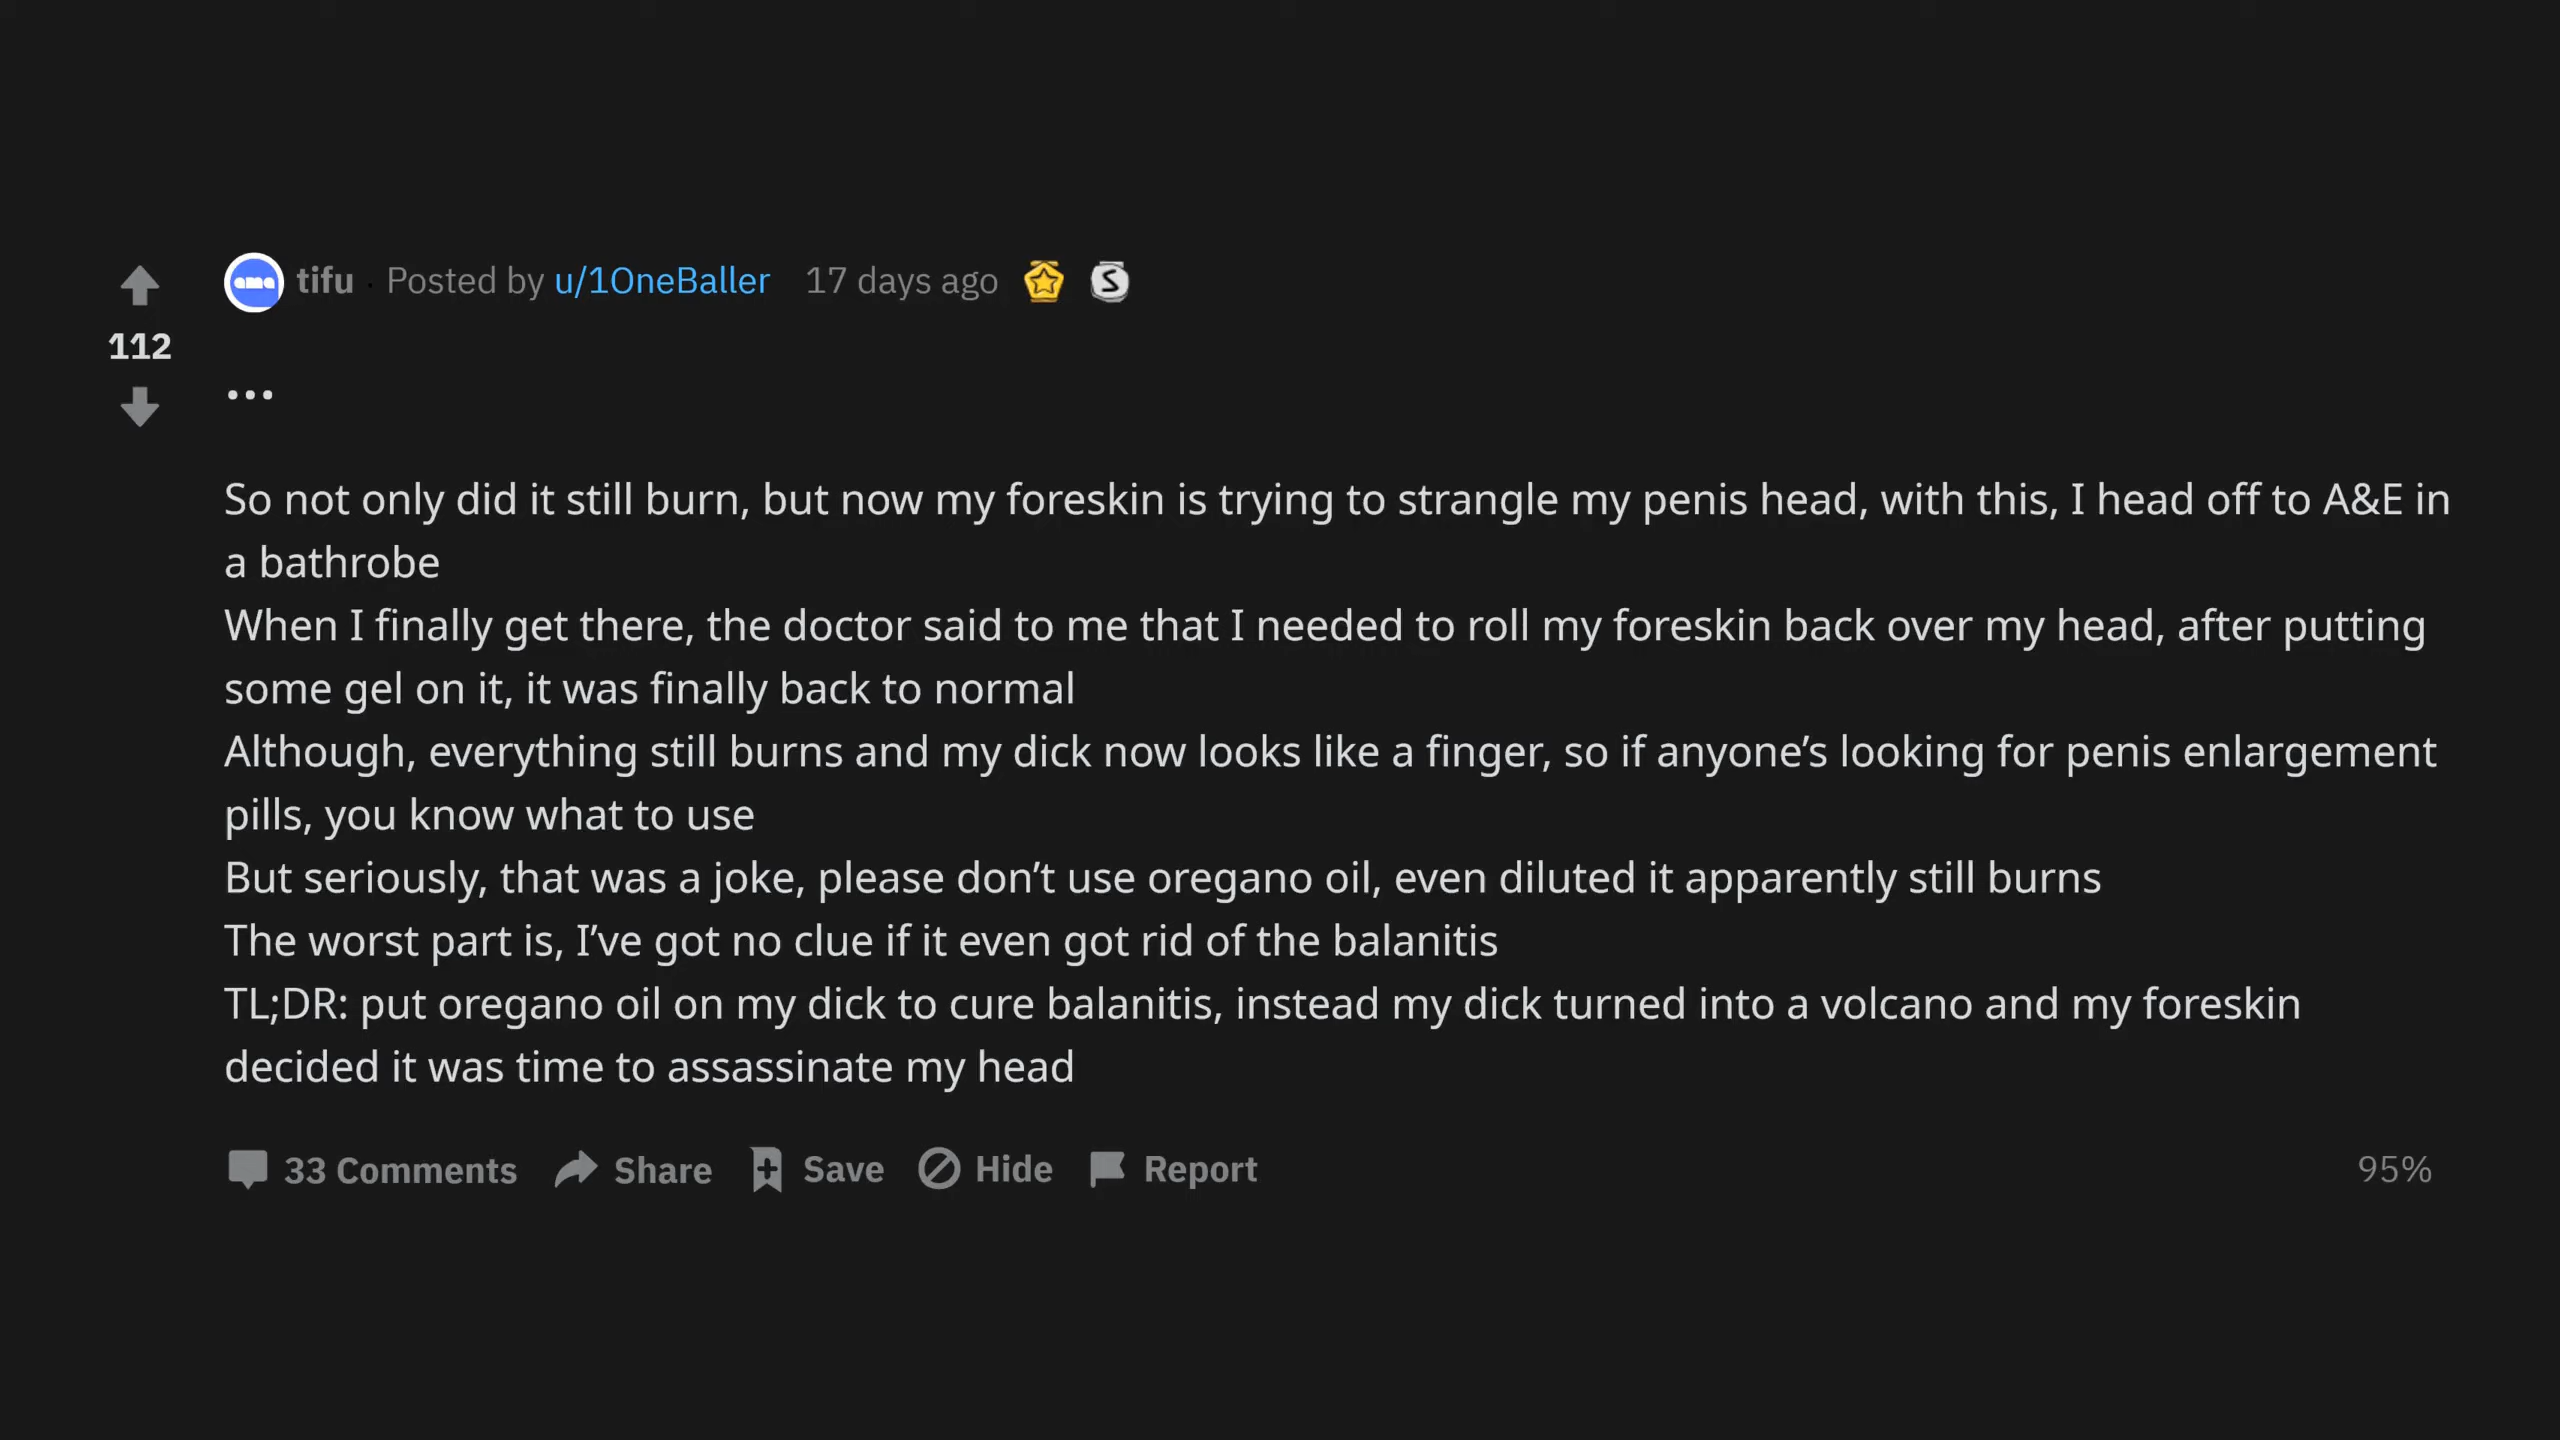 ama tifu · Posted by u/1OneBaller 17 days ago S
112
...
So not only did it still burn, but now my foreskin is trying to strangle my penis head, with this, I head off to A&E in
a bathrobe
When I finally get there, the doctor said to me that I needed to roll my foreskin back over my head, after putting
some gel on it, it was finally back to normal
Although, everything still burns and my dick now looks like a finger, so if anyone’s looking for penis enlargement
pills, you know what to use
But seriously, that was a joke, please don’t use oregano oil, even diluted it apparently still burns
The worst part is, I’ve got no clue if it even got rid of the balanitis
TL;DR: put oregano oil on my dick to cure balanitis, instead my dick turned into a volcano and my foreskin
decided it was time to assassinate my head
33 Comments Share Save Hide Report 95%